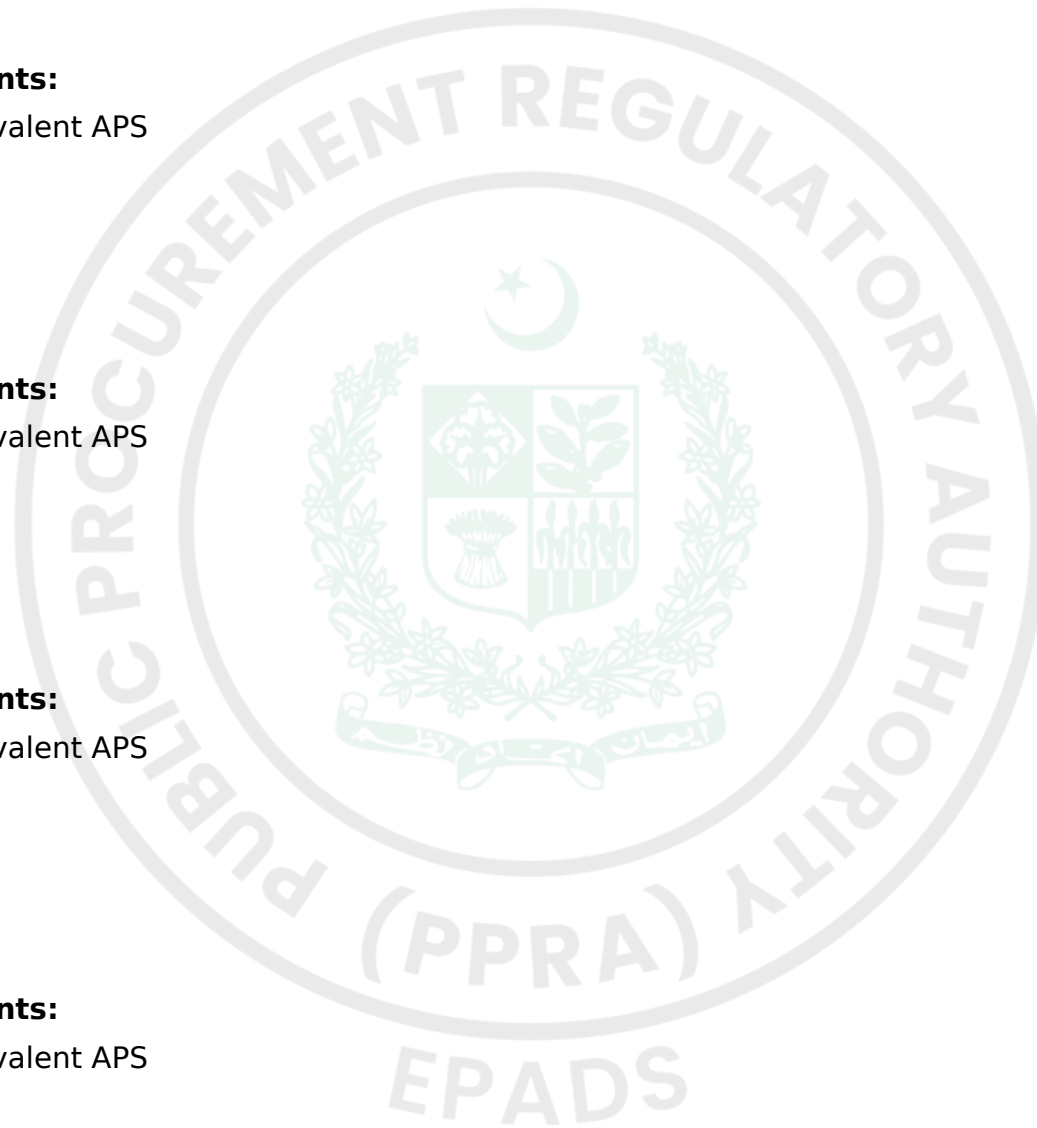 nts:
valent APS
nts:
valent APS
nts:
valent APS
nts:
valent APS
PUBLIC PROCUREMENT REGULATORY AUTHORITY
(PPRA)
EPADS